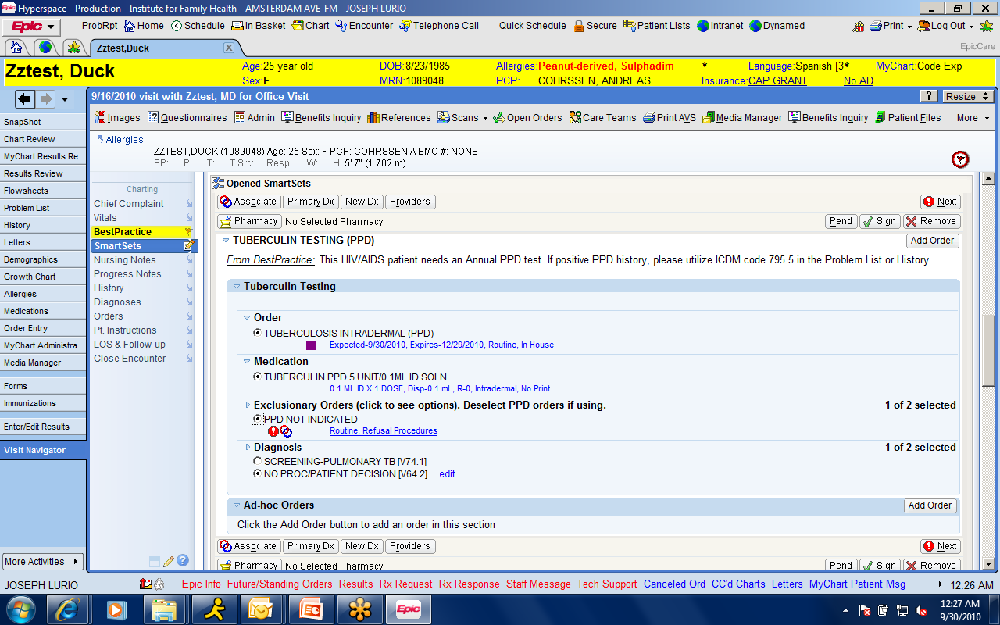 Hyperspace - Production - Institute for Family Health - AMSTERDAM AVE-FM - JOSEPH LURIO
Epic ProbRpt Home Schedule In Basket Chart Encounter Telephone Call Quick Schedule Secure Patient Lists Intranet Dynamed Print Log Out
Zztest,Duck X EpicCare
Zztest, Duck
Age:25 year old DOB:8/23/1985 Allergies:Peanut-derived, Sulphadim * Language:Spanish [3* MyChart:Code Exp
Sex:F MRN:1089048 PCP: COHRSSEN, ANDREAS Insurance:CAP GRANT No AD
9/16/2010 visit with Zztest, MD for Office Visit ? Resize
Images Questionnaires Admin Benefits Inquiry References Scans Open Orders Care Teams Print AVS Media Manager Benefits Inquiry Patient Files More
Allergies:
ZZTEST,DUCK (1089048) Age: 25 Sex: F PCP: COHRSSEN,A EMC #: NONE
BP: P: T: T Src: Resp: W: H: 5' 7" (1.702 m)
SnapShot
Chart Review
MyChart Results Re...
Results Review
Flowsheets
Problem List
History
Letters
Demographics
Growth Chart
Allergies
Medications
Order Entry
MyChart Administra...
Media Manager
Forms
Immunizations
Enter/Edit Results
Visit Navigator
More Activities
Charting
Chief Complaint
Vitals
BestPractice
SmartSets
Nursing Notes
Progress Notes
History
Diagnoses
Orders
Pt. Instructions
LOS & Follow-up
Close Encounter
Opened SmartSets
Associate Primary Dx New Dx Providers Next
Pharmacy No Selected Pharmacy Pend Sign Remove
TUBERCULIN TESTING (PPD) Add Order
From BestPractice: This HIV/AIDS patient needs an Annual PPD test. If positive PPD history, please utilize ICDM code 795.5 in the Problem List or History.
Tuberculin Testing
Order
TUBERCULOSIS INTRADERMAL (PPD)
Expected-9/30/2010, Expires-12/29/2010, Routine, In House
Medication
TUBERCULIN PPD 5 UNIT/0.1ML ID SOLN
0.1 ML ID X 1 DOSE, Disp-0.1 mL, R-0, Intradermal, No Print
Exclusionary Orders (click to see options). Deselect PPD orders if using. 1 of 2 selected
PPD NOT INDICATED
Routine, Refusal Procedures
Diagnosis 1 of 2 selected
SCREENING-PULMONARY TB [V74.1]
NO PROC/PATIENT DECISION [V64.2] edit
Ad-hoc Orders Add Order
Click the Add Order button to add an order in this section
Associate Primary Dx New Dx Providers Next
Pharmacy No Selected Pharmacy Pend Sign Remove
JOSEPH LURIO Epic Info Future/Standing Orders Results Rx Request Rx Response Staff Message Tech Support Canceled Ord CC'd Charts Letters MyChart Patient Msg 12:26 AM
Epic
12:27 AM
9/30/2010